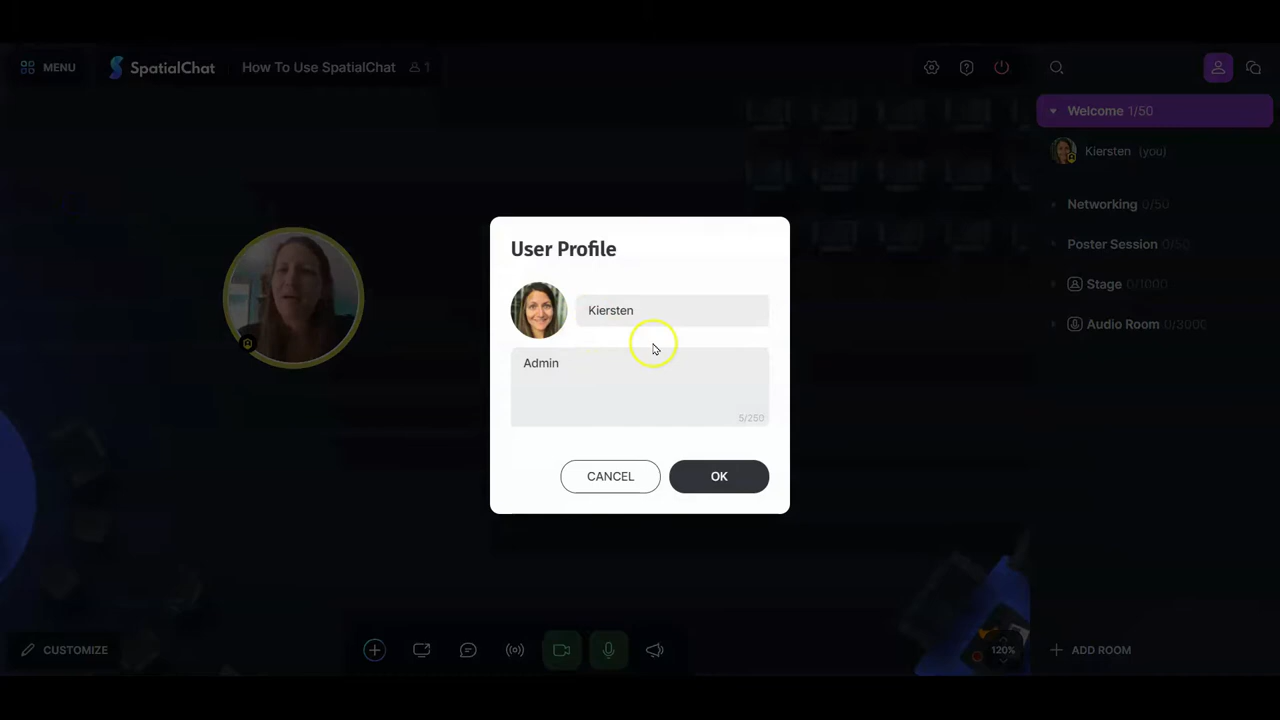 MENU
SpatialChat
How To Use SpatialChat
1
Welcome 1/50
Kiersten (you)
Networking 0/50
Poster Session 0/50
Stage 0/1000
Audio Room 0/3000
User Profile
Kiersten
Admin
5/250
CANCEL
OK
CUSTOMIZE
120%
ADD ROOM